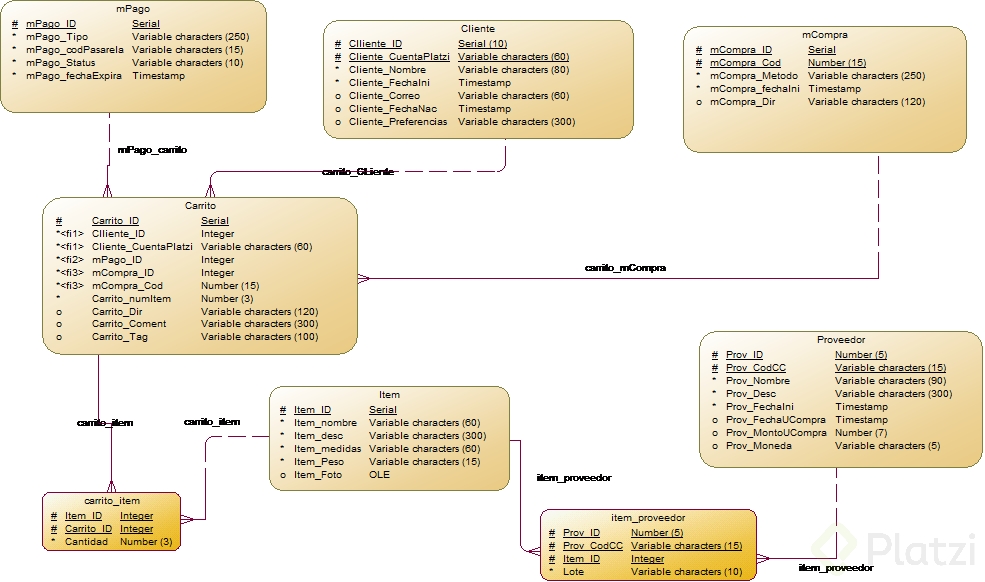 mPago
# mPago_ID Serial
* mPago_Tipo Variable characters (250)
* mPago_codPasarela Variable characters (15)
* mPago_Status Variable characters (10)
* mPago_fechaExpira Timestamp
Cliente
# Clliente_ID Serial (10)
# Cliente_CuentaPlatzi Variable characters (60)
* Cliente_Nombre Variable characters (80)
* Cliente_FechaIni Timestamp
o Cliente_Correo Variable characters (60)
o Cliente_FechaNac Timestamp
o Cliente_Preferencias Variable characters (300)
mCompra
# mCompra_ID Serial
# mCompra_Cod Number (15)
* mCompra_Metodo Variable characters (250)
* mCompra_fechaIni Timestamp
o mCompra_Dir Variable characters (120)
mPago_carrito
carrito_CLiente
carrito_mCompra
Carrito
# Carrito_ID Serial
*<fi1> Clliente_ID Integer
*<fi1> Cliente_CuentaPlatzi Variable characters (60)
*<fi2> mPago_ID Integer
*<fi3> mCompra_ID Integer
*<fi3> mCompra_Cod Number (15)
* Carrito_numItem Number (3)
o Carrito_Dir Variable characters (120)
o Carrito_Coment Variable characters (300)
o Carrito_Tag Variable characters (100)
carrito_item
carrito_item
Item
# Item_ID Serial
* Item_nombre Variable characters (60)
* Item_desc Variable characters (300)
* Item_medidas Variable characters (60)
* Item_Peso Variable characters (15)
o Item_Foto OLE
Proveedor
# Prov_ID Number (5)
# Prov_CodCC Variable characters (15)
* Prov_Nombre Variable characters (90)
* Prov_Desc Variable characters (300)
* Prov_FechaIni Timestamp
o Prov_FechaUCompra Timestamp
o Prov_MontoUCompra Number (7)
o Prov_Moneda Variable characters (5)
item_proveedor
carrito_item
# Item_ID Integer
# Carrito_ID Integer
* Cantidad Number (3)
item_proveedor
# Prov_ID Number (5)
# Prov_CodCC Variable characters (15)
# Item_ID Integer
* Lote Variable characters (10)
item_proveedor
Platzi